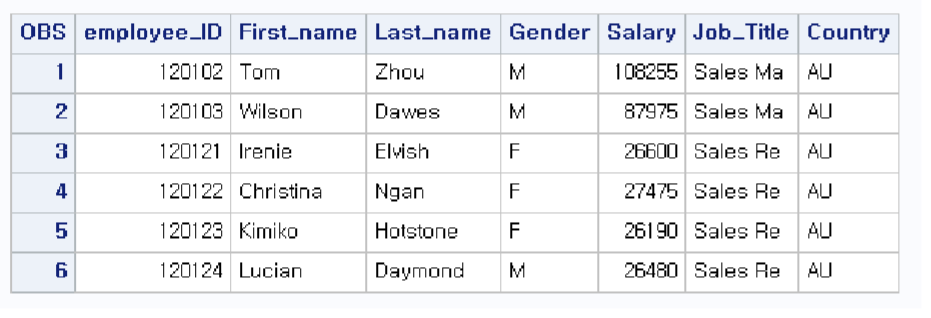 OBS employee_ID First_name Last_name Gender Salary Job_Title Country
1 120102 Tom Zhou M 108255 Sales Ma AU
2 120103 Wilson Dawes M 87975 Sales Ma AU
3 120121 Irenie Elvish F 26600 Sales Re AU
4 120122 Christina Ngan F 27475 Sales Re AU
5 120123 Kimiko Hotstone F 26190 Sales Re AU
6 120124 Lucian Daymond M 26480 Sales Re AU